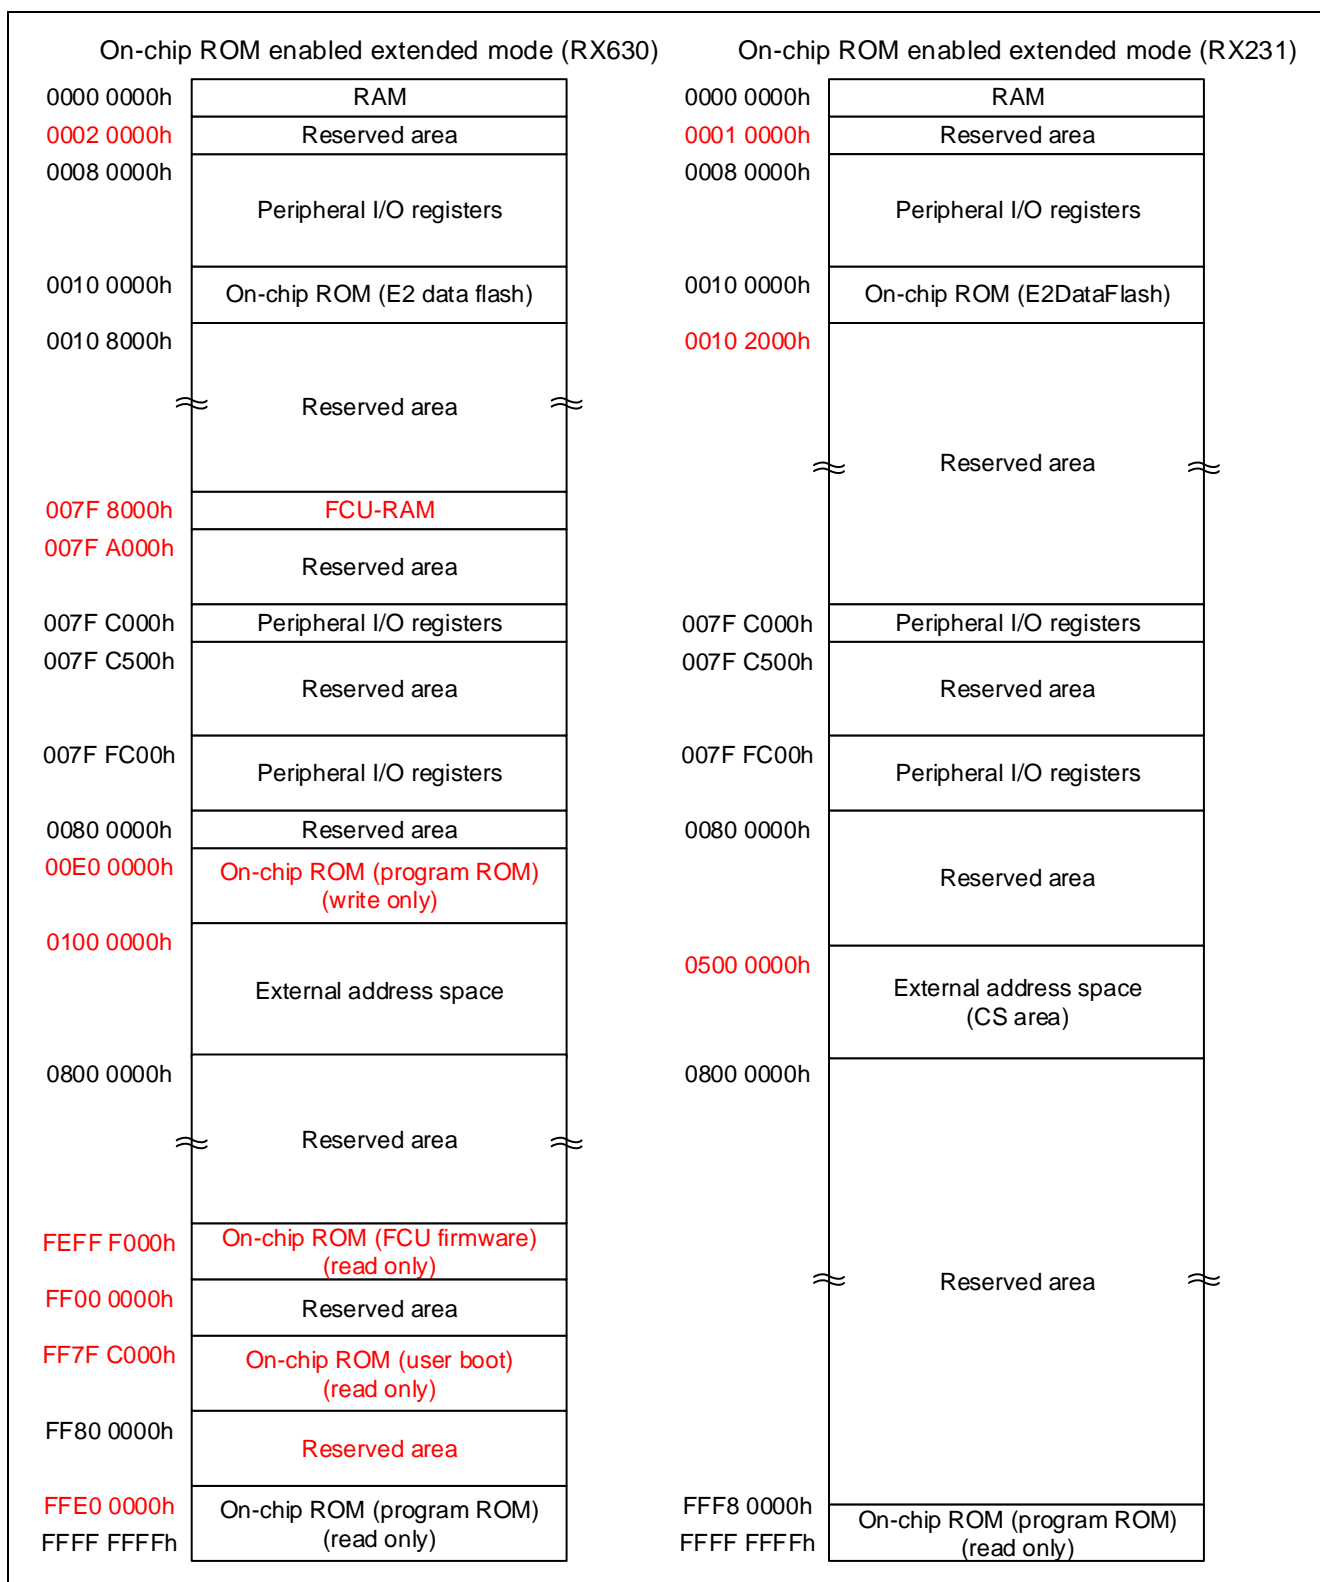 On-chip ROM enabled extended mode (RX630)
0000 0000h
RAM
0002 0000h
Reserved area
0008 0000h
Peripheral I/O registers
0010 0000h
On-chip ROM (E2 data flash)
0010 8000h
Reserved area
007F 8000h
FCU-RAM
007F A000h
Reserved area
007F C000h
Peripheral I/O registers
007F C500h
Reserved area
007F FC00h
Peripheral I/O registers
0080 0000h
Reserved area
00E0 0000h
On-chip ROM (program ROM)
(write only)
0100 0000h
External address space
0800 0000h
Reserved area
FEFF F000h
On-chip ROM (FCU firmware)
(read only)
FF00 0000h
Reserved area
FF7F C000h
On-chip ROM (user boot)
(read only)
FF80 0000h
Reserved area
FFE0 0000h
On-chip ROM (program ROM)
(read only)
FFFF FFFFh
On-chip ROM enabled extended mode (RX231)
0000 0000h
RAM
0001 0000h
Reserved area
0008 0000h
Peripheral I/O registers
0010 0000h
On-chip ROM (E2DataFlash)
0010 2000h
Reserved area
007F C000h
Peripheral I/O registers
007F C500h
Reserved area
007F FC00h
Peripheral I/O registers
0080 0000h
Reserved area
0500 0000h
External address space
(CS area)
0800 0000h
Reserved area
FFF8 0000h
On-chip ROM (program ROM)
(read only)
FFFF FFFFh